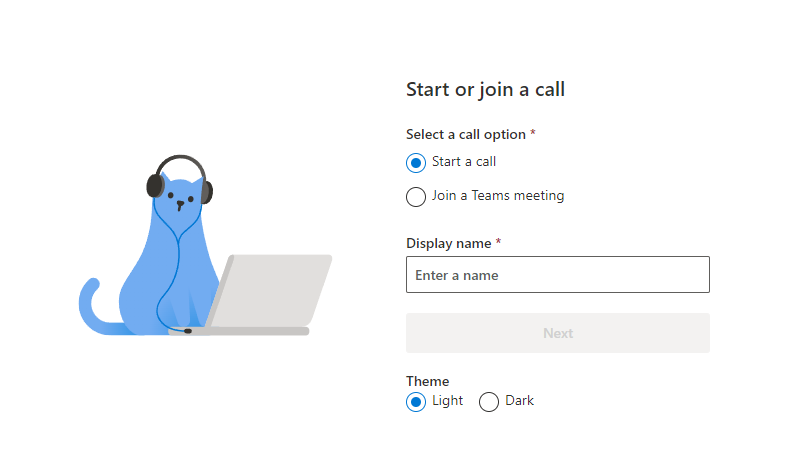 Start or join a call
Select a call option *
Start a call
Join a Teams meeting
Display name *
Enter a name
Next
Theme
Light Dark